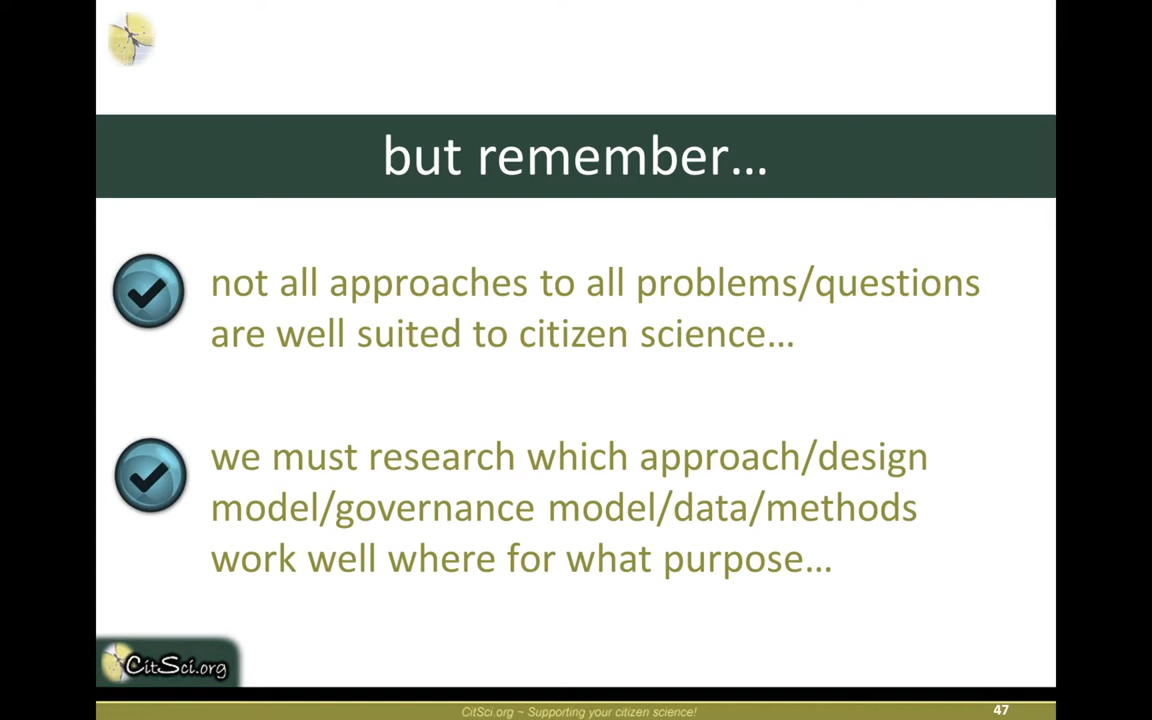 but remember…
not all approaches to all problems/questions
are well suited to citizen science…
we must research which approach/design
model/governance model/data/methods
work well where for what purpose…
CitSci.org
CitSci.org ~ Supporting your citizen science!
47